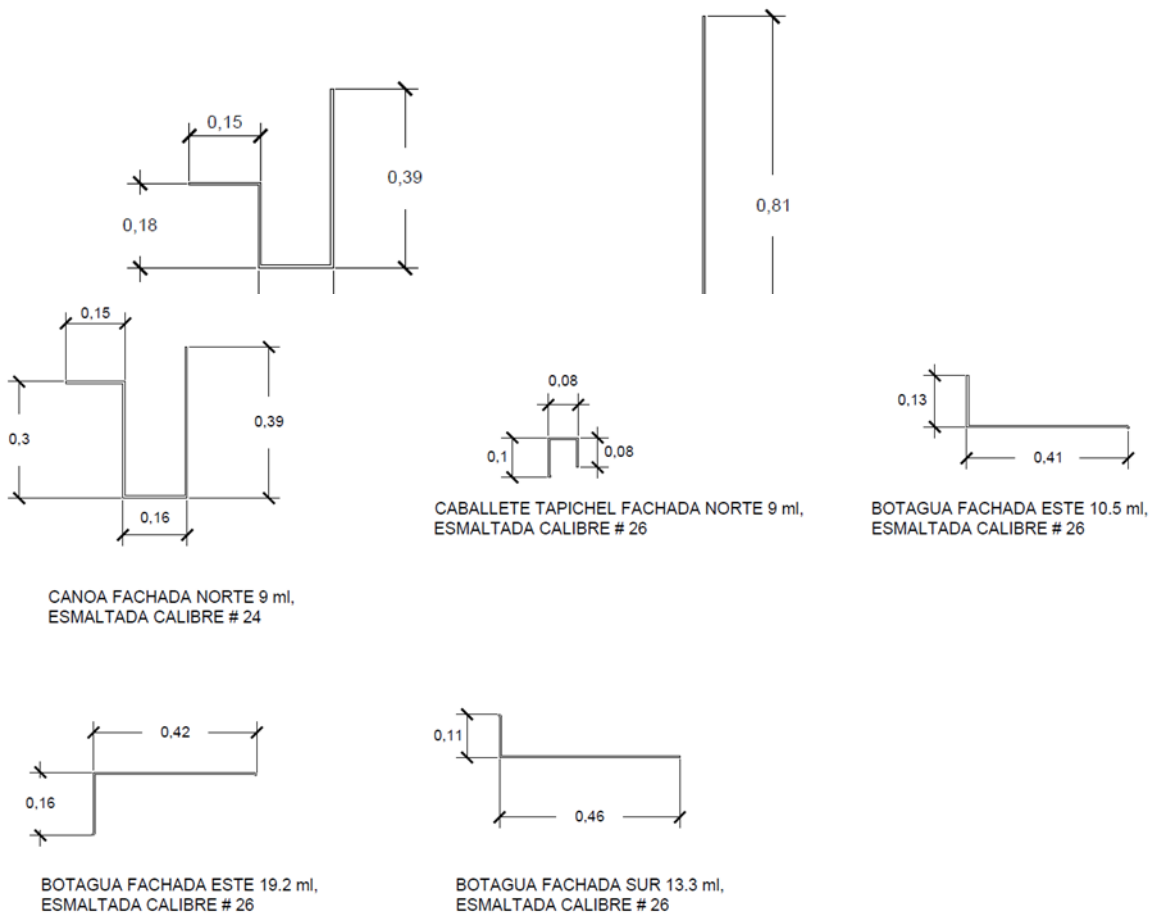 0,15
0,39
0,18
0,81
0,15
0,3
0,39
0,16
CANOA FACHADA NORTE 9 ml,
ESMALTADA CALIBRE # 24
0,08
0,1
0,08
CABALLETE TAPICHEL FACHADA NORTE 9 ml,
ESMALTADA CALIBRE # 26
0,13
0,41
BOTAGUA FACHADA ESTE 10.5 ml,
ESMALTADA CALIBRE # 26
0,42
0,16
BOTAGUA FACHADA ESTE 19.2 ml,
ESMALTADA CALIBRE # 26
0,11
0,46
BOTAGUA FACHADA SUR 13.3 ml,
ESMALTADA CALIBRE # 26